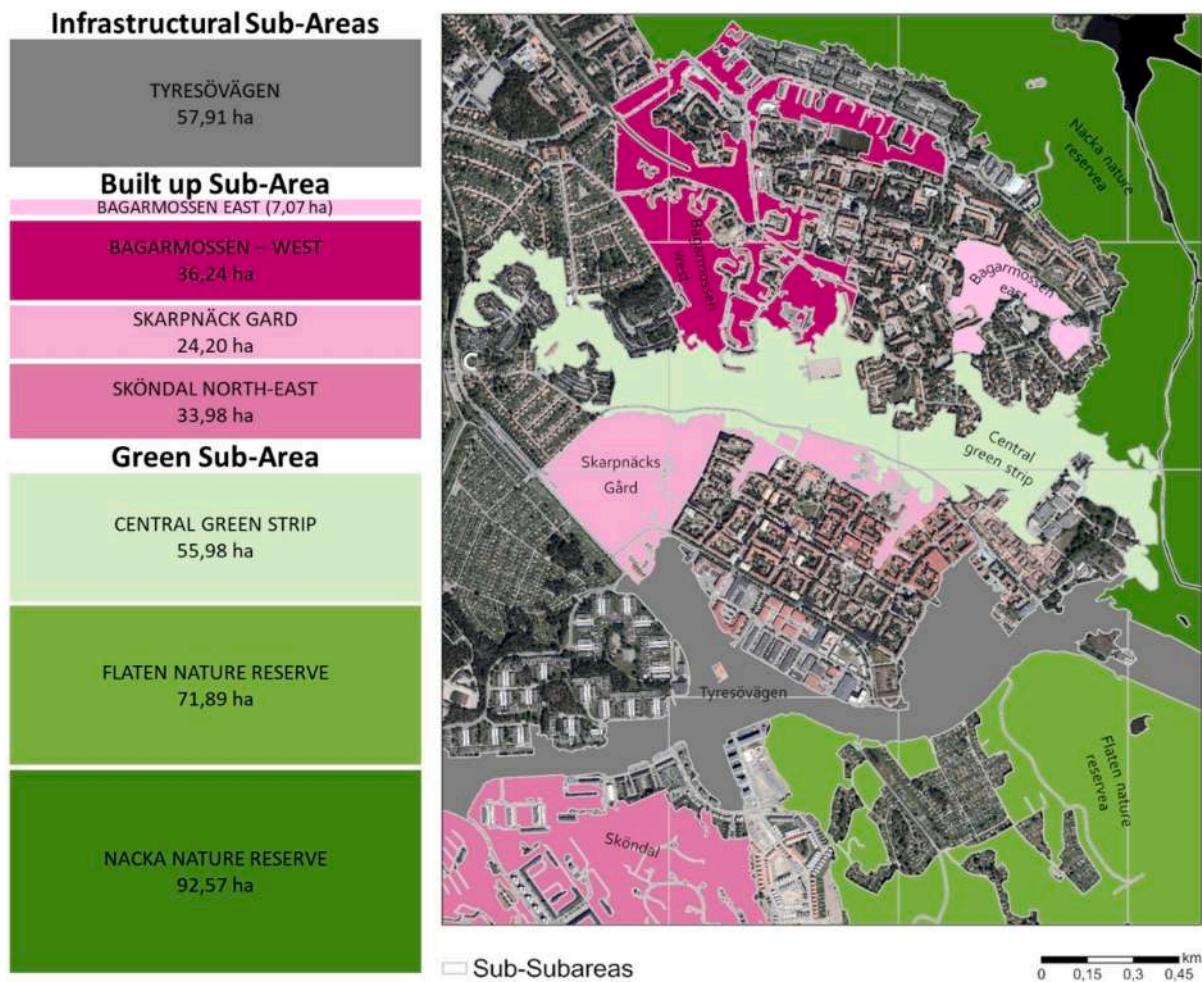 Infrastructural Sub-Areas
TYRESÖVÄGEN
57,91 ha
Built up Sub-Area
BAGARMOSSEN EAST (7,07 ha)
BAGARMOSSEN – WEST
36,24 ha
SKARPNÄCK GARD
24,20 ha
SKÖNDAL NORTH-EAST
33,98 ha
Green Sub-Area
CENTRAL GREEN STRIP
55,98 ha
FLATEN NATURE RESERVE
71,89 ha
NACKA NATURE RESERVE
92,57 ha
Nacka nature
reservea
Bagarmossen
west
Bagarmossen
east
C
Central
green strip
Skarpnäcks
Gård
Tyresövägen
Flaten nature
reservea
Sköndal
Sub-Subareas
km
0 0,15 0,3 0,45